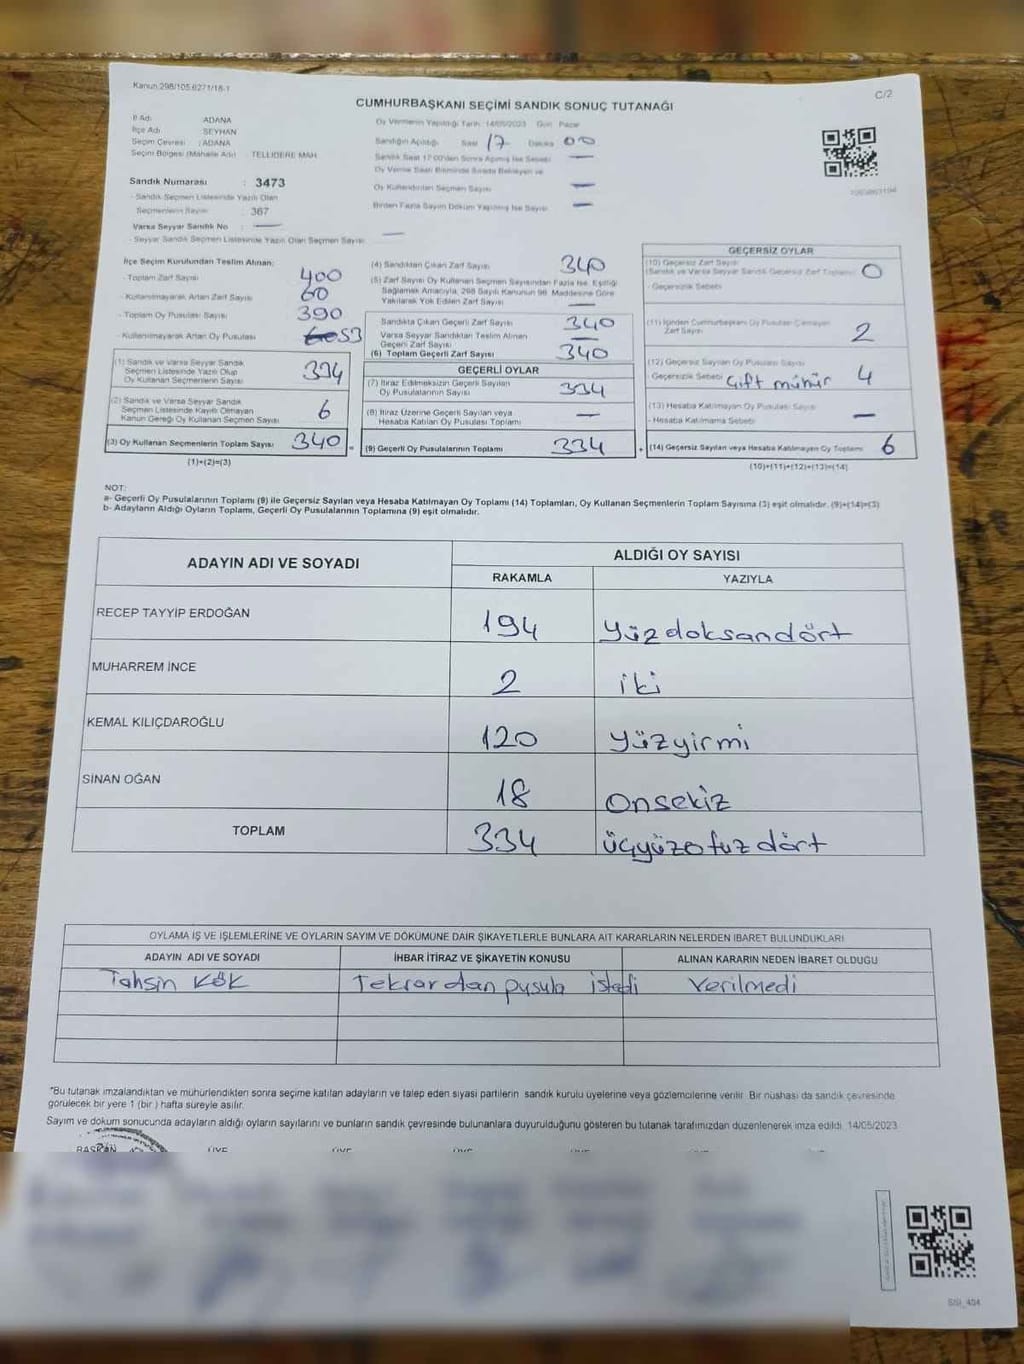 Kanun:298/105,6271/18-1
C/2
CUMHURBAŞKANI SEÇİMİ SANDIK SONUÇ TUTANAĞI
İl Adı ADANA
İlçe Adı SEYHAN
Seçim Çevresi : ADANA
Seçim Bölgesi (Mahalle Adı) : TELLİDERE MAH.
Sandık Numarası : 3473
- Sandık Seçmen Listesinde Yazılı Olan
Seçmenlerin Sayısı : 367
Varsa Seyyar Sandık No : —
- Seyyar Sandık Seçmen Listesinde Yazılı Olan Seçmen Sayısı —
Oy Vermenin Yapıldığı Tarih: 14/05/2023 Gün: Pazar
Sandığın Açıldığı Saat 17 Dakika 00
Sandık Saat 17:00'den Sonra Açılmış İse Sebebi —
Oy Verme Saati Bitiminde Sırada Bekleyen ve
Oy Kullandırılan Seçmen Sayısı —
Birden Fazla Sayım Döküm Yapılmış İse Sayısı —
İlçe Seçim Kurulundan Teslim Alınan:
- Toplam Zarf Sayısı 400
- Kullanılmayarak Artan Zarf Sayısı 60
- Toplam Oy Pusulası Sayısı 390
- Kullanılmayarak Artan Oy Pusulası 53
(1) Sandık ve Varsa Seyyar Sandık
Seçmen Listesinde Yazılı Olup
Oy Kullanan Seçmenlerin Sayısı 334
(2) Sandık ve Varsa Seyyar Sandık
Seçmen Listesinde Kayıtlı Olmayan
Kanun Gereği Oy Kullanan Seçmen Sayısı 6
(3) Oy Kullanan Seçmenlerin Toplam Sayısı 340
(1)+(2)=(3)
(4) Sandıktan Çıkan Zarf Sayısı 340
(5) Zarf Sayısı Oy Kullanan Seçmen Sayısından Fazla İse, Eşitliği
Sağlamak Amacıyla, 298 Sayılı Kanunun 98. Maddesine Göre
Yakılarak Yok Edilen Zarf Sayısı —
Sandıkta Çıkan Geçerli Zarf Sayısı 340
Varsa Seyyar Sandıktan Teslim Alınan
Geçerli Zarf Sayısı —
(6) Toplam Geçerli Zarf Sayısı 340
GEÇERLİ OYLAR
(7) İtiraz Edilmeksizin Geçerli Sayılan
Oy Pusulasının Sayısı 334
(8) İtiraz Üzerine Geçerli Sayılan veya
Hesaba Katılan Oy Pusulası Toplamı —
= (9) Geçerli Oy Pusulalarının Toplamı 334
GEÇERSİZ OYLAR
(10) Geçersiz Zarf Sayısı
(Sandık ve Varsa Seyyar Sandık Geçersiz Zarf Toplamı) 0
- Geçersizlik Sebebi
(11) İçinden Cumhurbaşkanı Oy Pusulası Çıkmayan
Zarf Sayısı 2
(12) Geçersiz Sayılan Oy Pusulası Sayısı
Geçersizlik Sebebi Çift mühür 4
(13) Hesaba Katılmayan Oy Pusulası Sayısı —
- Hesaba Katılmama Sebebi
+ (14) Geçersiz Sayılan veya Hesaba Katılmayan Oy Toplamı 6
(10)+(11)+(12)+(13)=(14)
NOT:
a- Geçerli Oy Pusulalarının Toplamı (9) ile Geçersiz Sayılan veya Hesaba Katılmayan Oy Toplamı (14) Toplamları, Oy Kullanan Seçmenlerin Toplam Sayısına (3) eşit olmalıdır. (9)+(14)=(3)
b- Adayların Aldığı Oyların Toplamı, Geçerli Oy Pusulalarının Toplamına (9) eşit olmalıdır.
ADAYIN ADI VE SOYADI ALDIĞI OY SAYISI
RAKAMLA YAZIYLA
RECEP TAYYİP ERDOĞAN 194 Yüzdoksandört
MUHARREM İNCE 2 iki
KEMAL KILIÇDAROĞLU 120 Yüzyirmi
SİNAN OĞAN 18 Onsekiz
TOPLAM 334 üçyüzotuzdört
OYLAMA İŞ VE İŞLEMLERİNE VE OYLARIN SAYIM VE DÖKÜMÜNE DAİR ŞİKAYETLERLE BUNLARA AİT KARARLARIN NELERDEN İBARET BULUNDUKLARI
ADAYIN ADI VE SOYADI İHBAR İTİRAZ VE ŞİKAYETİN KONUSU ALINAN KARARIN NEDEN İBARET OLDUĞU
Tahsin KÖK Tekrardan pusula istedi Verilmedi
*Bu tutanak imzalandıktan ve mühürlendikten sonra seçime katılan adayların ve talep eden siyasi partilerin sandık kurulu üyelerine veya gözlemcilerine verilir. Bir nüshası da sandık çevresinde
görülecek bir yere 1 (bir) hafta süreyle asılır.
Sayım ve döküm sonucunda adayların aldığı oyların sayılarını ve bunların sandık çevresinde bulunanlara duyurulduğunu gösteren bu tutanak tarafımızdan düzenlenerek imza edildi. 14/05/2023
BAŞKAN ÜYE ÜYE ÜYE